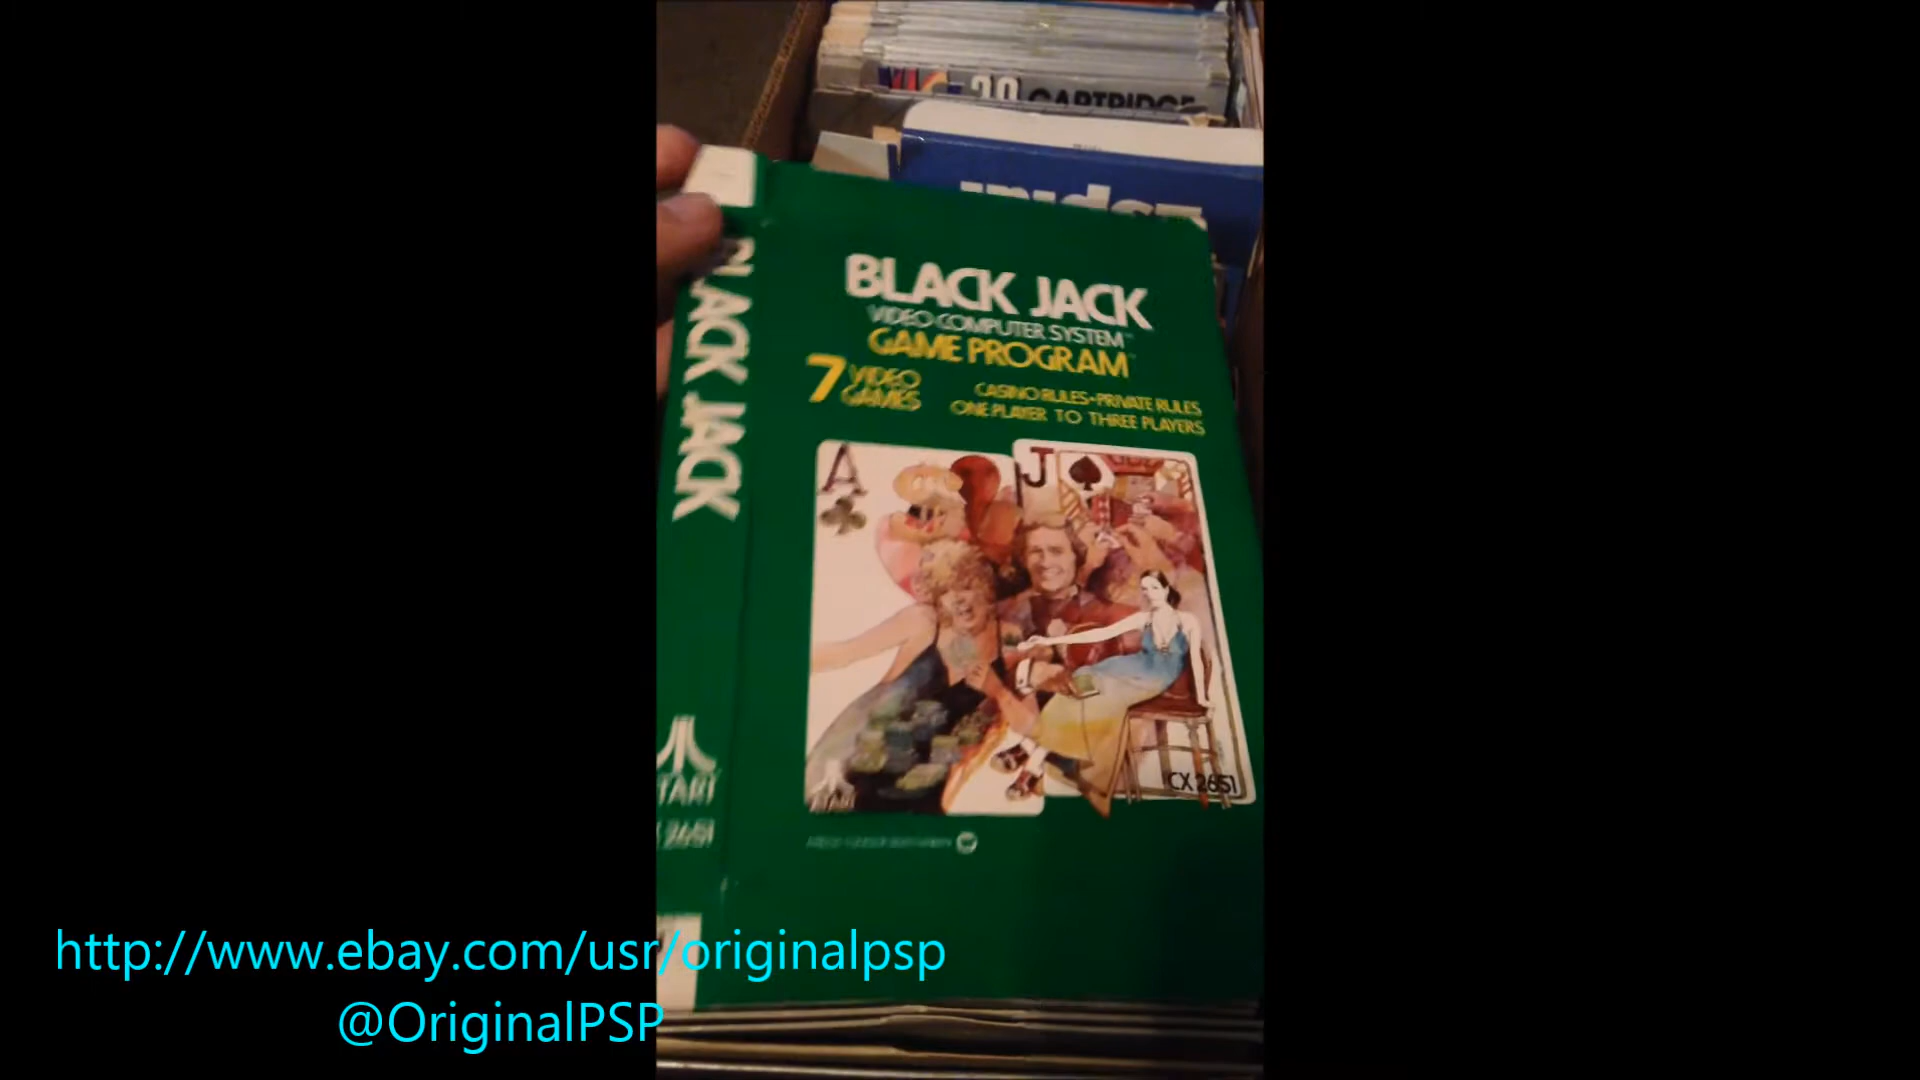 CARTRIDGE
BLACK JACK
VIDEO COMPUTER SYSTEM™
GAME PROGRAM™
7 VIDEO GAMES
CASINO RULES • PRIVATE RULES
ONE PLAYER TO THREE PLAYERS
A
J
CX2651
ATARI
BLACK JACK
2651
http://www.ebay.com/usr/originalpsp
@OriginalPSP